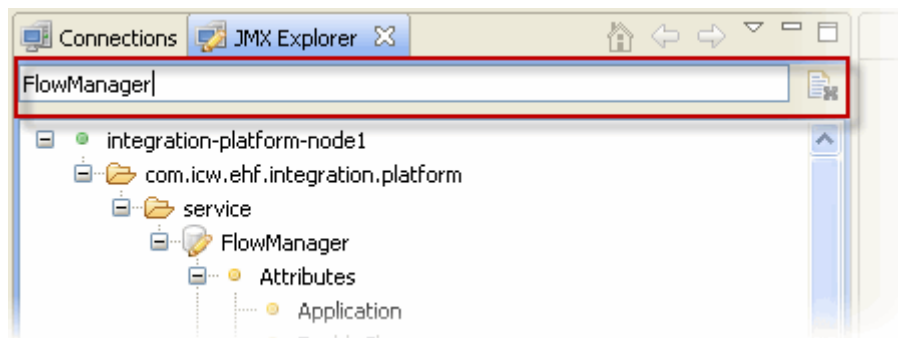 Connections JMX Explorer
FlowManager
integration-platform-node1
com.icw.ehf.integration.platform
service
FlowManager
Attributes
Application